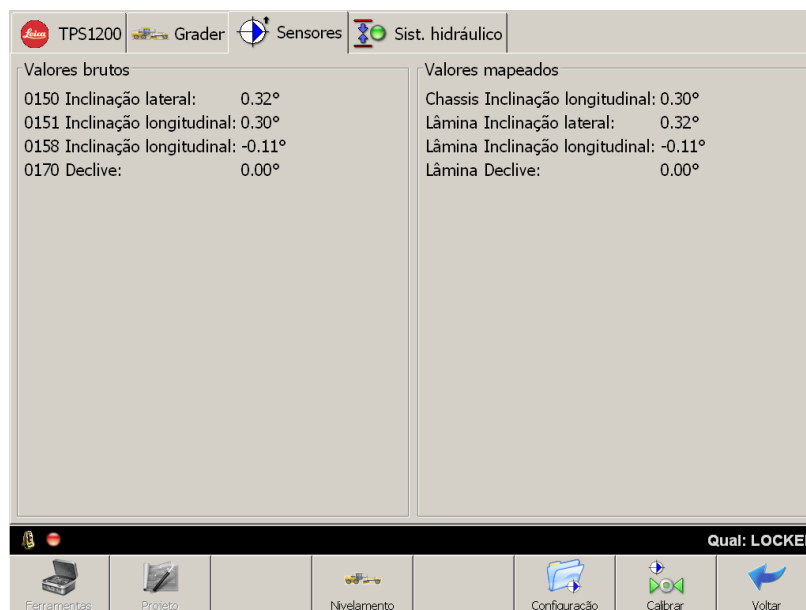 Leica TPS1200 Grader Sensores Sist. hidráulico
Valores brutos
0150 Inclinação lateral: 0.32°
0151 Inclinação longitudinal: 0.30°
0158 Inclinação longitudinal: -0.11°
0170 Declive: 0.00°
Valores mapeados
Chassis Inclinação longitudinal: 0.30°
Lâmina Inclinação lateral: 0.32°
Lâmina Inclinação longitudinal: -0.11°
Lâmina Declive: 0.00°
Qual: LOCKE
Ferramentas Projeto Nivelamento Configuração Calibrar Voltar